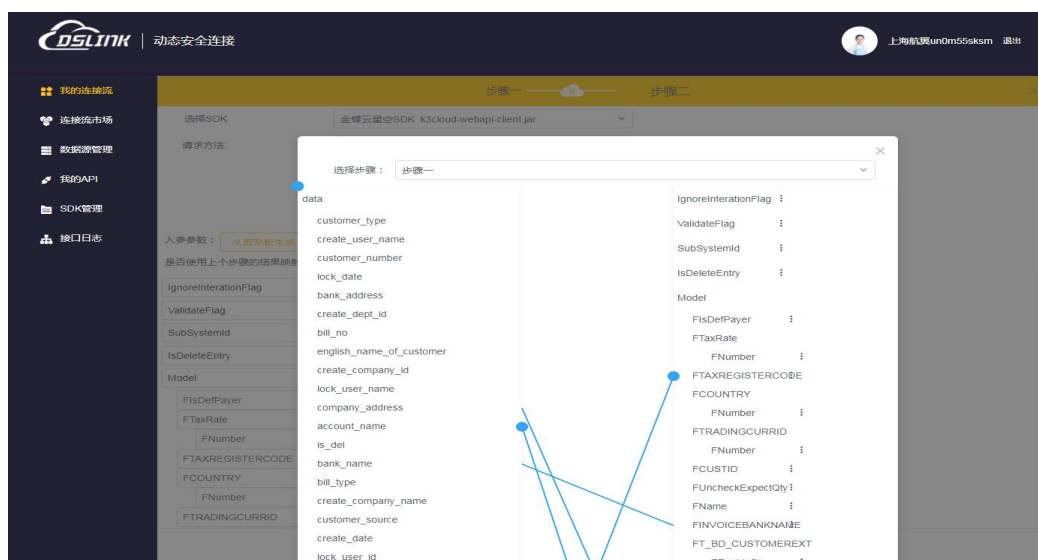 DSLINK 动态安全连接
上海航翼un0m55sksm 退出
我的连接流
连接流市场
数据源管理
我的API
SDK管理
接口日志
步骤一 步骤二
选择SDK 金蝶云星空SDK k3cloud-webapi-client.jar
请求方法:
入参参数： 从剪贴板生成
是否使用上个步骤的结果映射
IgnoreInterationFlag
ValidateFlag
SubSystemId
IsDeleteEntry
Model
FIsDefPayer
FTaxRate
FNumber
FTAXREGISTERCODE
FCOUNTRY
FNumber
FTRADINGCURRID
选择步骤： 步骤一
data
customer_type
create_user_name
customer_number
lock_date
bank_address
create_dept_id
bill_no
english_name_of_customer
create_company_id
lock_user_name
company_address
account_name
is_del
bank_name
bill_type
create_company_name
customer_source
create_date
lock_user_id
IgnoreInterationFlag
ValidateFlag
SubSystemId
IsDeleteEntry
Model
FIsDefPayer
FTaxRate
FNumber
FTAXREGISTERCODE
FCOUNTRY
FNumber
FTRADINGCURRID
FNumber
FCUSTID
FUncheckExpectQty
FName
FINVOICEBANKNAME
FT_BD_CUSTOMEREXT